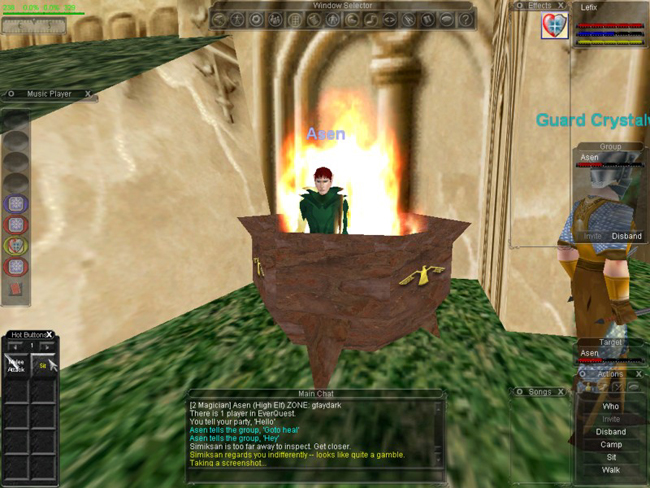 Window Selector
Effects X
Lefix
Music Player X
Asen
Guard Crystalw
Group
Asen
Invite Disband
Hot Buttons X
1
Melee Attack
Sit
Target
Asen
Actions
Main Chat
Songs X
[2 Magician] Asen (High Elf) ZONE: gfaydark
There is 1 player in EverQuest.
You tell your party, 'Hello'
Asen tells the group, 'Goto heal'
Asen tells the group, 'Hey'
Simiksan is too far away to inspect. Get closer.
Simiksan regards you indifferently -- looks like quite a gamble.
Taking a screenshot...
Who
Invite
Disband
Camp
Sit
Walk